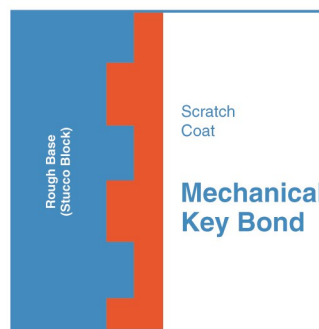 Rough Base
(Stucco Block)
Scratch
Coat
Mechanical
Key Bond